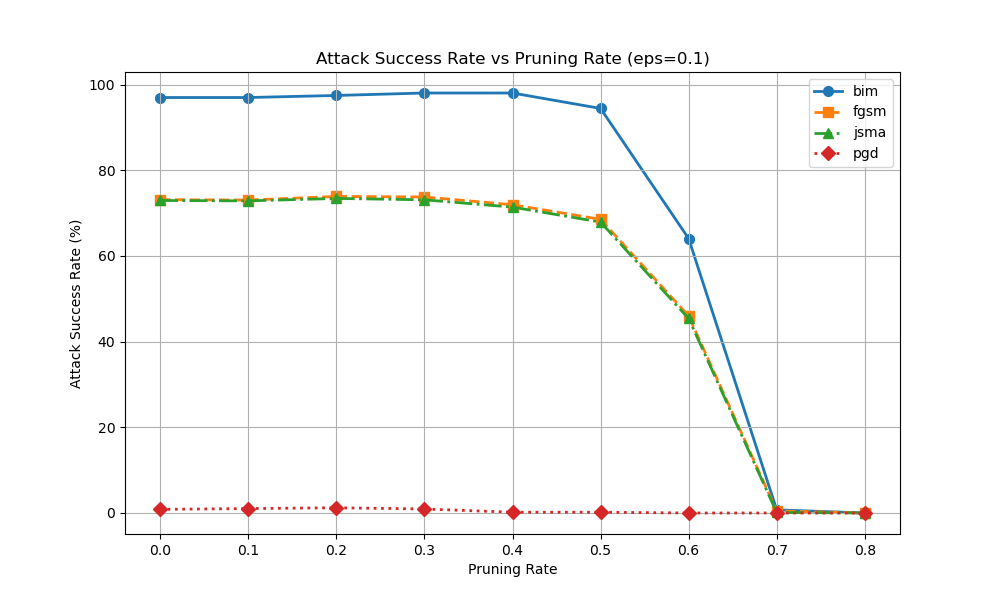 Attack Success Rate vs Pruning Rate (eps=0.1)
bim
fgsm
jsma
pgd
Attack Success Rate (%)
100
80
60
40
20
0
0.0 0.1 0.2 0.3 0.4 0.5 0.6 0.7 0.8
Pruning Rate